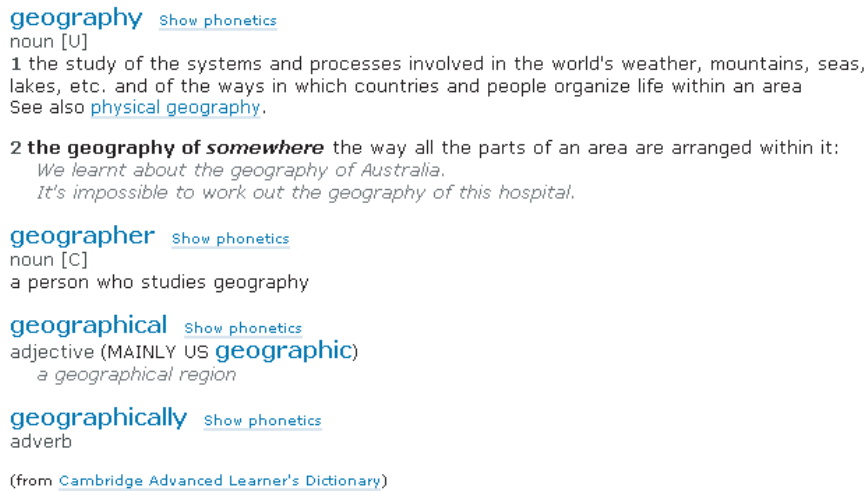 geography Show phonetics
noun [U]
1 the study of the systems and processes involved in the world's weather, mountains, seas,
lakes, etc. and of the ways in which countries and people organize life within an area
See also physical geography.
2 the geography of somewhere the way all the parts of an area are arranged within it:
We learnt about the geography of Australia.
It's impossible to work out the geography of this hospital.
geographer Show phonetics
noun [C]
a person who studies geography
geographical Show phonetics
adjective (MAINLY US geographic)
a geographical region
geographically Show phonetics
adverb
(from Cambridge Advanced Learner's Dictionary)